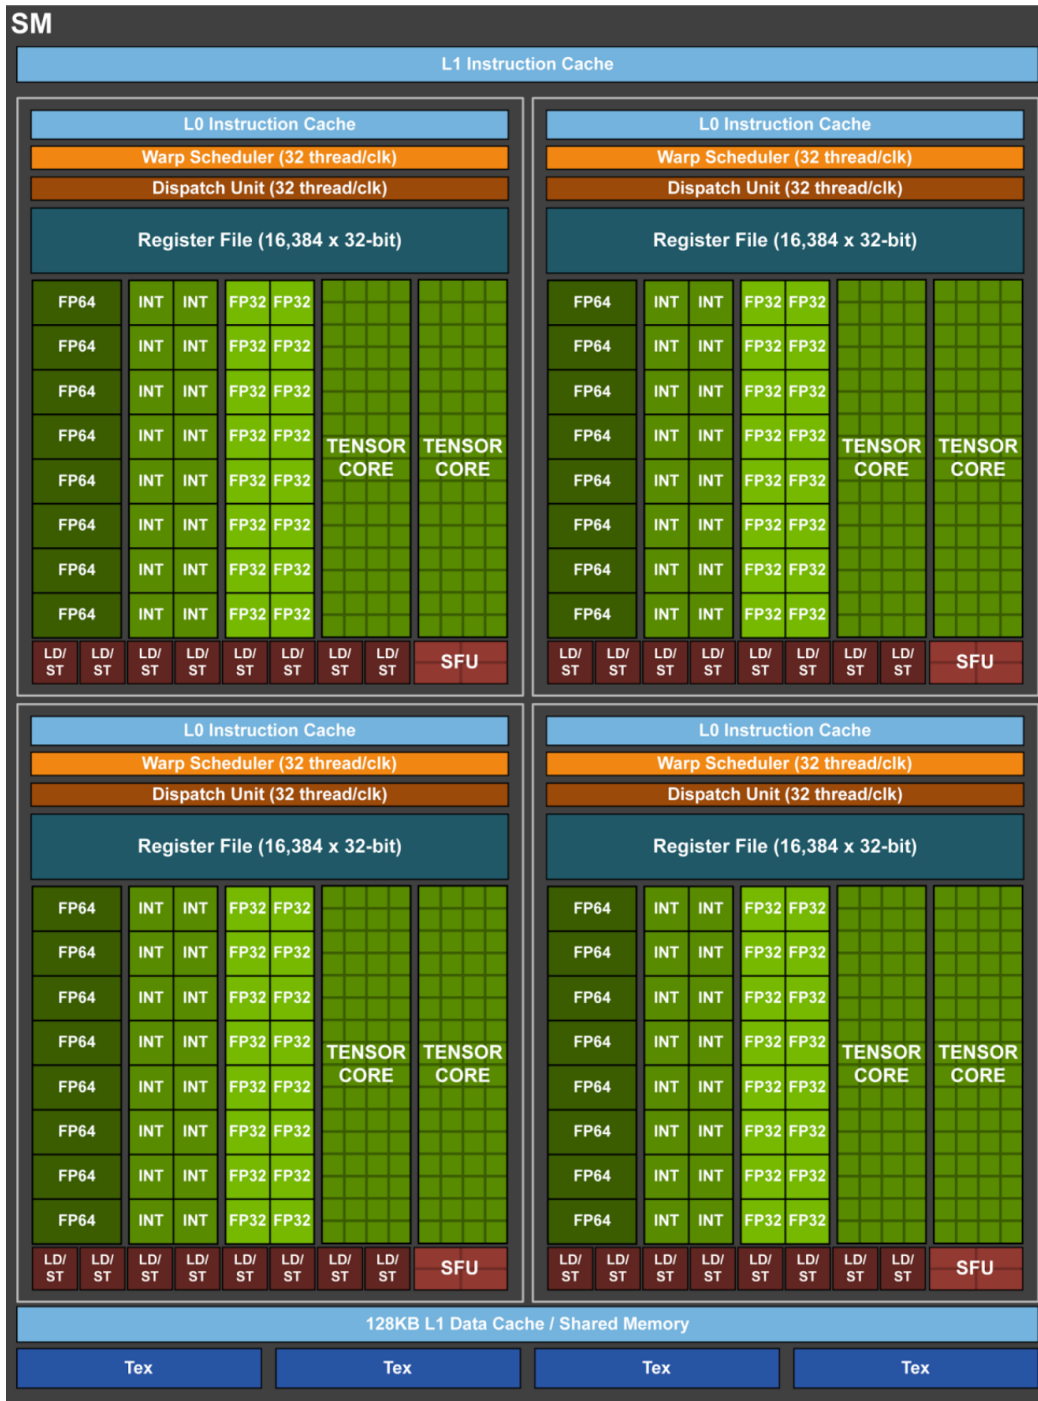 SM
L1 Instruction Cache
L0 Instruction Cache
Warp Scheduler (32 thread/clk)
Dispatch Unit (32 thread/clk)
Register File (16,384 x 32-bit)
FP64 INT INT FP32 FP32
FP64 INT INT FP32 FP32
FP64 INT INT FP32 FP32
FP64 INT INT FP32 FP32
TENSOR TENSOR
CORE CORE
FP64 INT INT FP32 FP32
FP64 INT INT FP32 FP32
FP64 INT INT FP32 FP32
FP64 INT INT FP32 FP32
LD/ LD/ LD/ LD/ LD/ LD/ LD/ LD/
ST ST ST ST ST ST ST ST
SFU
L0 Instruction Cache
Warp Scheduler (32 thread/clk)
Dispatch Unit (32 thread/clk)
Register File (16,384 x 32-bit)
FP64 INT INT FP32 FP32
FP64 INT INT FP32 FP32
FP64 INT INT FP32 FP32
FP64 INT INT FP32 FP32
TENSOR TENSOR
CORE CORE
FP64 INT INT FP32 FP32
FP64 INT INT FP32 FP32
FP64 INT INT FP32 FP32
FP64 INT INT FP32 FP32
LD/ LD/ LD/ LD/ LD/ LD/ LD/ LD/
ST ST ST ST ST ST ST ST
SFU
L0 Instruction Cache
Warp Scheduler (32 thread/clk)
Dispatch Unit (32 thread/clk)
Register File (16,384 x 32-bit)
FP64 INT INT FP32 FP32
FP64 INT INT FP32 FP32
FP64 INT INT FP32 FP32
FP64 INT INT FP32 FP32
TENSOR TENSOR
CORE CORE
FP64 INT INT FP32 FP32
FP64 INT INT FP32 FP32
FP64 INT INT FP32 FP32
FP64 INT INT FP32 FP32
LD/ LD/ LD/ LD/ LD/ LD/ LD/ LD/
ST ST ST ST ST ST ST ST
SFU
L0 Instruction Cache
Warp Scheduler (32 thread/clk)
Dispatch Unit (32 thread/clk)
Register File (16,384 x 32-bit)
FP64 INT INT FP32 FP32
FP64 INT INT FP32 FP32
FP64 INT INT FP32 FP32
FP64 INT INT FP32 FP32
TENSOR TENSOR
CORE CORE
FP64 INT INT FP32 FP32
FP64 INT INT FP32 FP32
FP64 INT INT FP32 FP32
FP64 INT INT FP32 FP32
LD/ LD/ LD/ LD/ LD/ LD/ LD/ LD/
ST ST ST ST ST ST ST ST
SFU
128KB L1 Data Cache / Shared Memory
Tex Tex Tex Tex